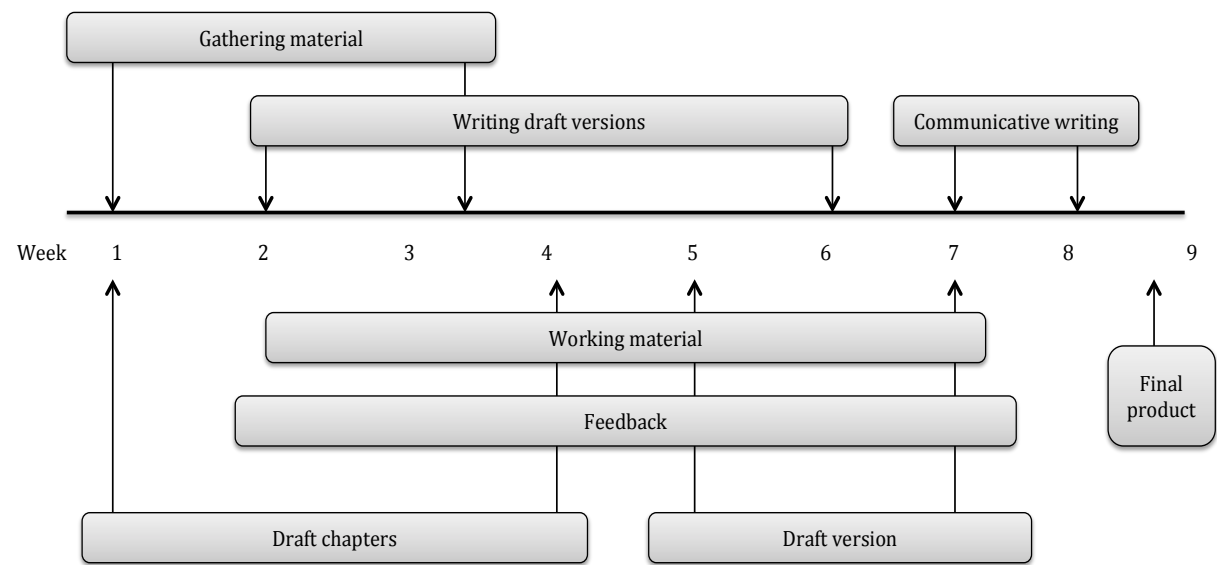 Gathering material
Writing draft versions
Communicative writing
Week 1 2 3 4 5 6 7 8 9
Working material
Final
product
Feedback
Draft chapters
Draft version